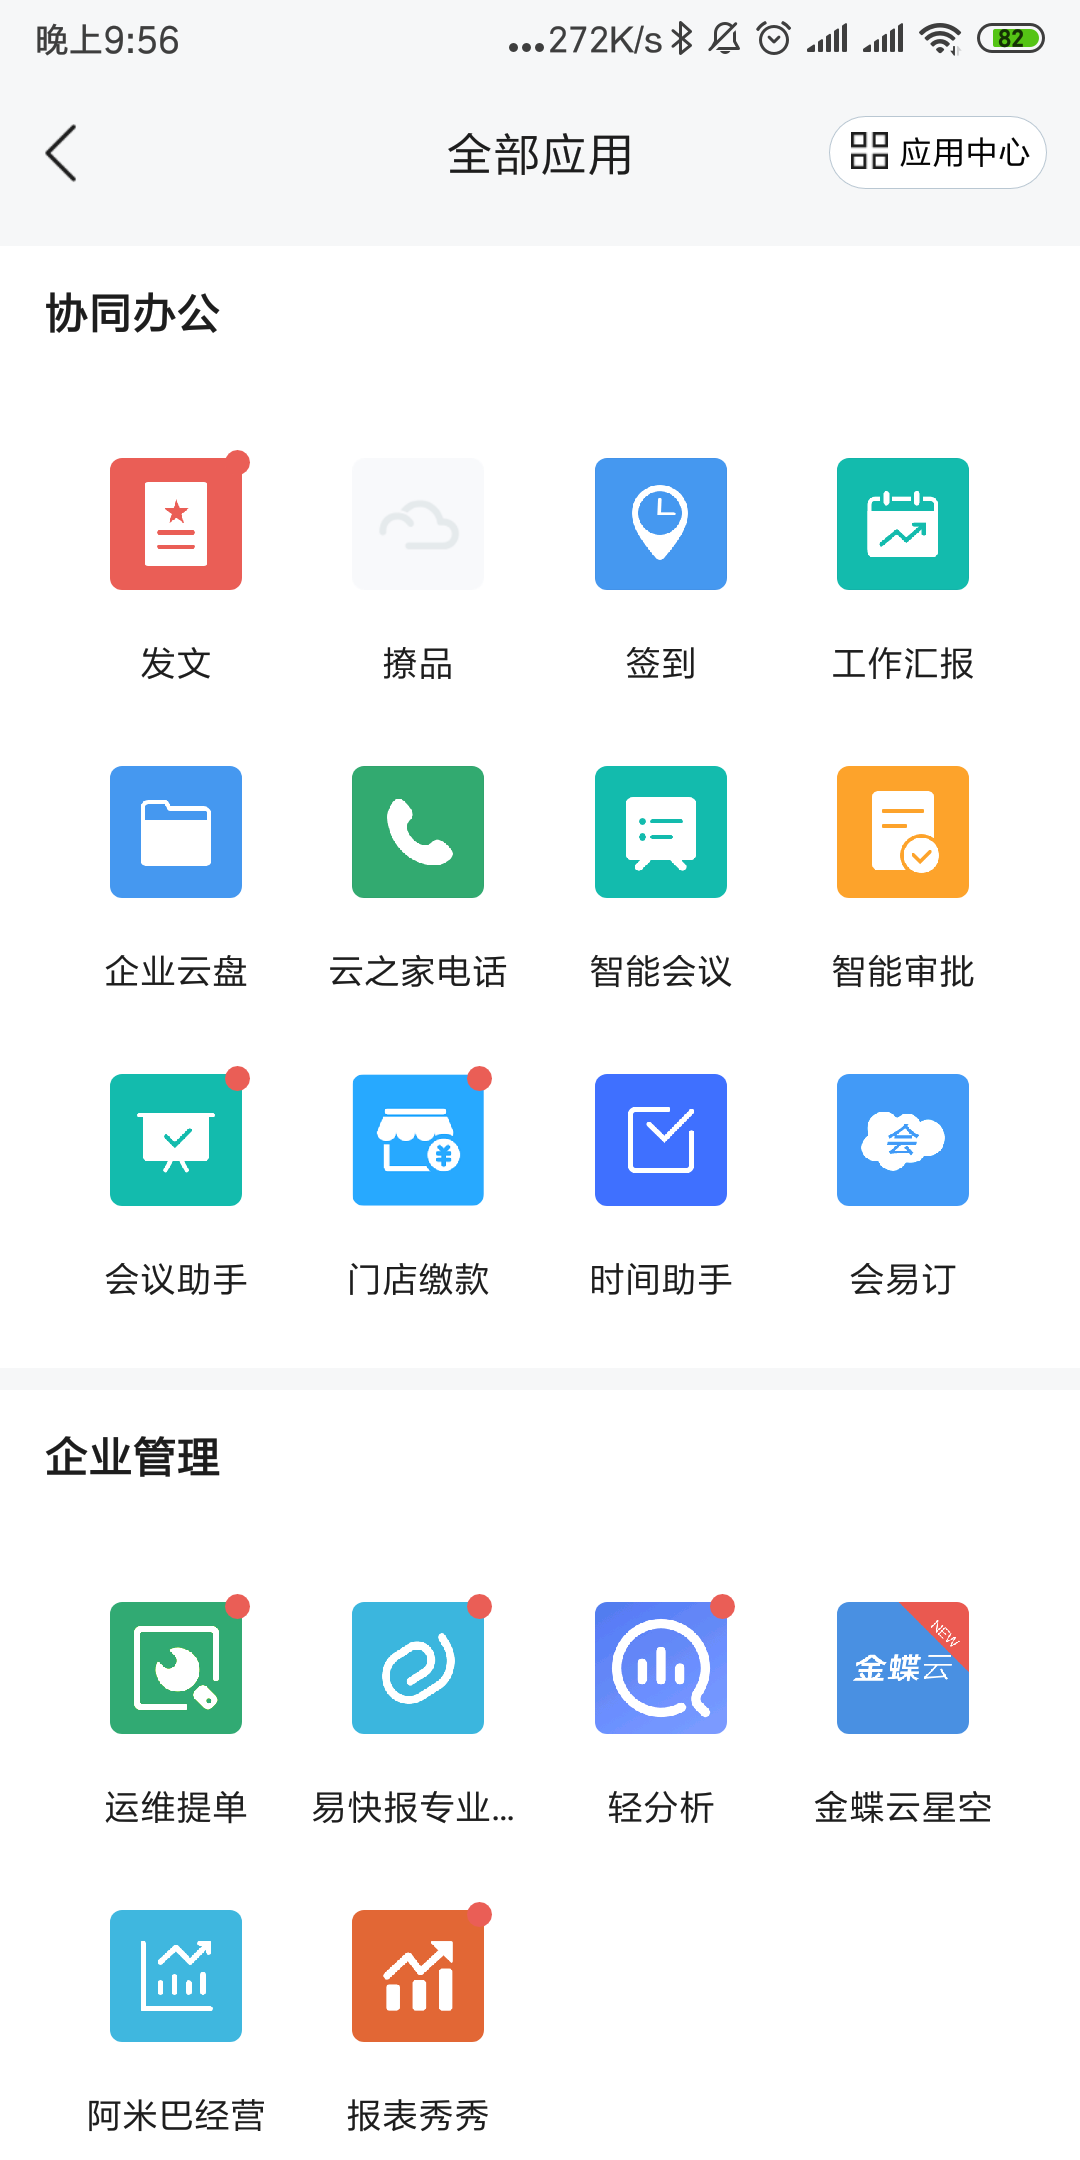 晚上9:56
...272K/s
82
全部应用
应用中心
协同办公
发文
撩品
签到
工作汇报
企业云盘
云之家电话
智能会议
智能审批
¥
会
会议助手
门店缴款
时间助手
会易订
企业管理
NEW
金蝶云
运维提单
易快报专业...
轻分析
金蝶云星空
阿米巴经营
报表秀秀